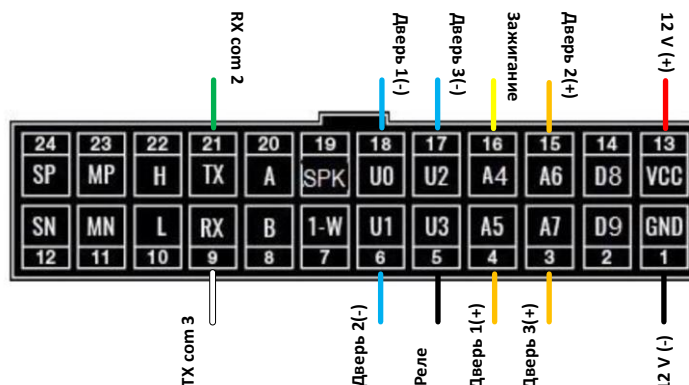 RX com 2
Дверь 1(-)
Дверь 3(-)
Зажигание
Дверь 2(+)
12 V (+)
24 23 22 21 20 19 18 17 16 15 14 13
SP MP H TX A SPK U0 U2 A4 A6 D8 VCC
SN MN L RX B 1-W U1 U3 A5 A7 D9 GND
12 11 10 9 8 7 6 5 4 3 2 1
TX com 3
Дверь 2(-)
Реле
Дверь 1(+)
Дверь 3(+)
12 V (-)